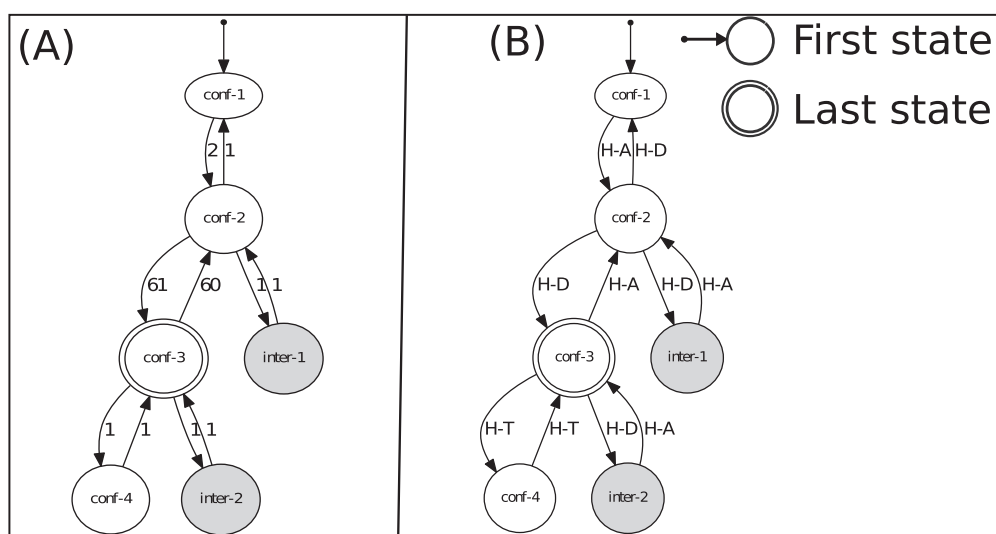 (A)
conf-1
2 1
conf-2
61 60 1 1
conf-3 inter-1
1 1 1 1
conf-4 inter-2
(B)
First state
Last state
conf-1
H-A H-D
conf-2
H-D H-A H-D H-A
conf-3 inter-1
H-T H-T H-D H-A
conf-4 inter-2